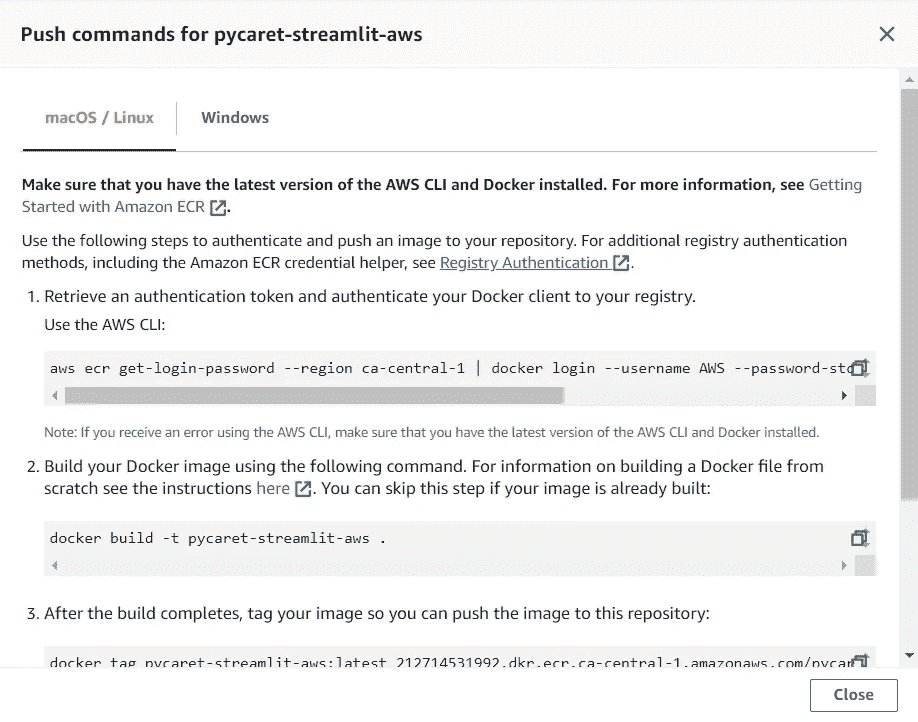 Push commands for pycaret-streamlit-aws
macOS / Linux
Windows
Make sure that you have the latest version of the AWS CLI and Docker installed. For more information, see Getting
Started with Amazon ECR.
Use the following steps to authenticate and push an image to your repository. For additional registry authentication
methods, including the Amazon ECR credential helper, see Registry Authentication.
1. Retrieve an authentication token and authenticate your Docker client to your registry.
Use the AWS CLI:
aws ecr get-login-password --region ca-central-1 | docker login --username AWS --password-std
Note: If you receive an error using the AWS CLI, make sure that you have the latest version of the AWS CLI and Docker installed.
2. Build your Docker image using the following command. For information on building a Docker file from
scratch see the instructions here. You can skip this step if your image is already built:
docker build -t pycaret-streamlit-aws .
3. After the build completes, tag your image so you can push the image to this repository:
docker tag pycaret-streamlit-aws:latest 212714531992.dkr.ecr.ca-central-1.amazonaws.com/pycar
Close